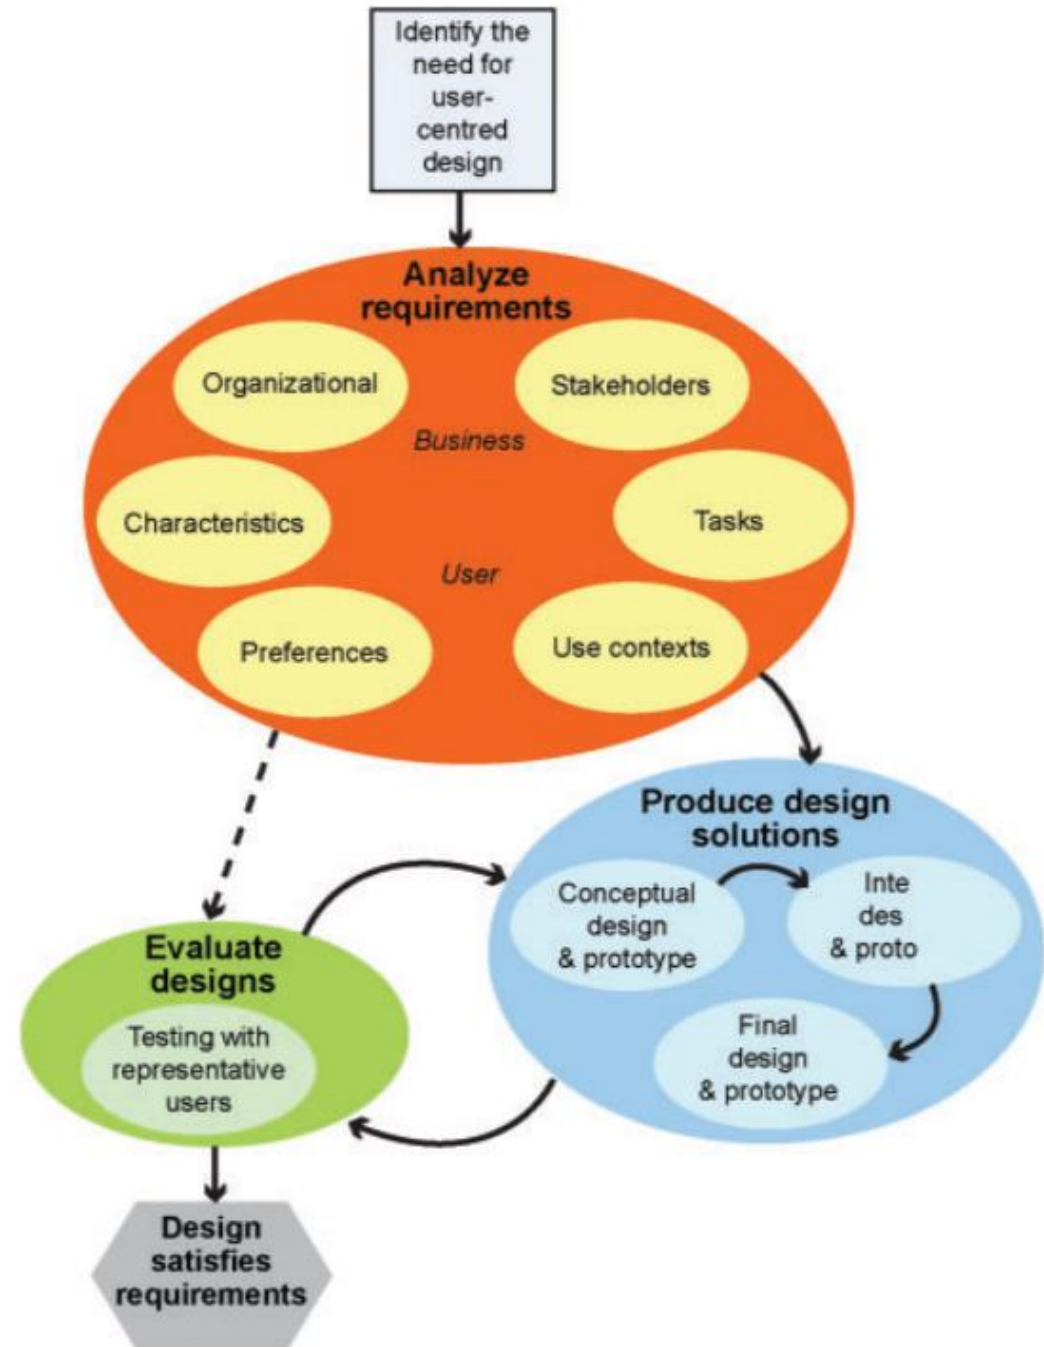 Identify the
need for
user-
centred
design
Analyze
requirements
Organizational
Stakeholders
Business
Characteristics
Tasks
User
Preferences
Use contexts
Produce design
solutions
Conceptual
design
& prototype
Inte
des
& proto
Final
design
& prototype
Evaluate
designs
Testing with
representative
users
Design
satisfies
requirements